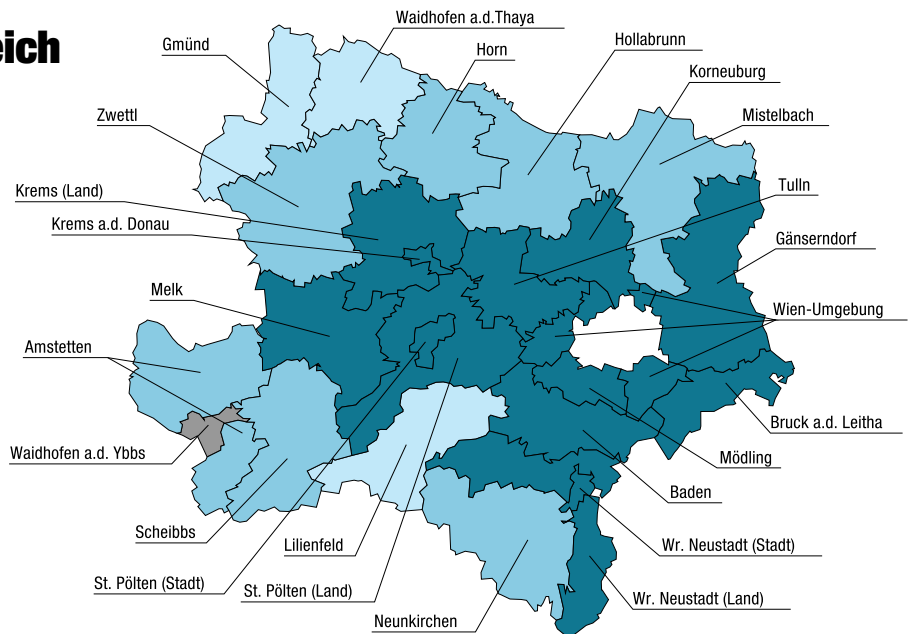 eich
Waidhofen a.d.Thaya
Gmünd
Horn
Hollabrunn
Korneuburg
Zwettl
Mistelbach
Krems (Land)
Tulln
Krems a.d. Donau
Gänserndorf
Melk
Wien-Umgebung
Amstetten
Bruck a.d. Leitha
Waidhofen a.d. Ybbs
Mödling
Baden
Scheibbs
Lilienfeld
Wr. Neustadt (Stadt)
St. Pölten (Stadt)
St. Pölten (Land)
Wr. Neustadt (Land)
Neunkirchen